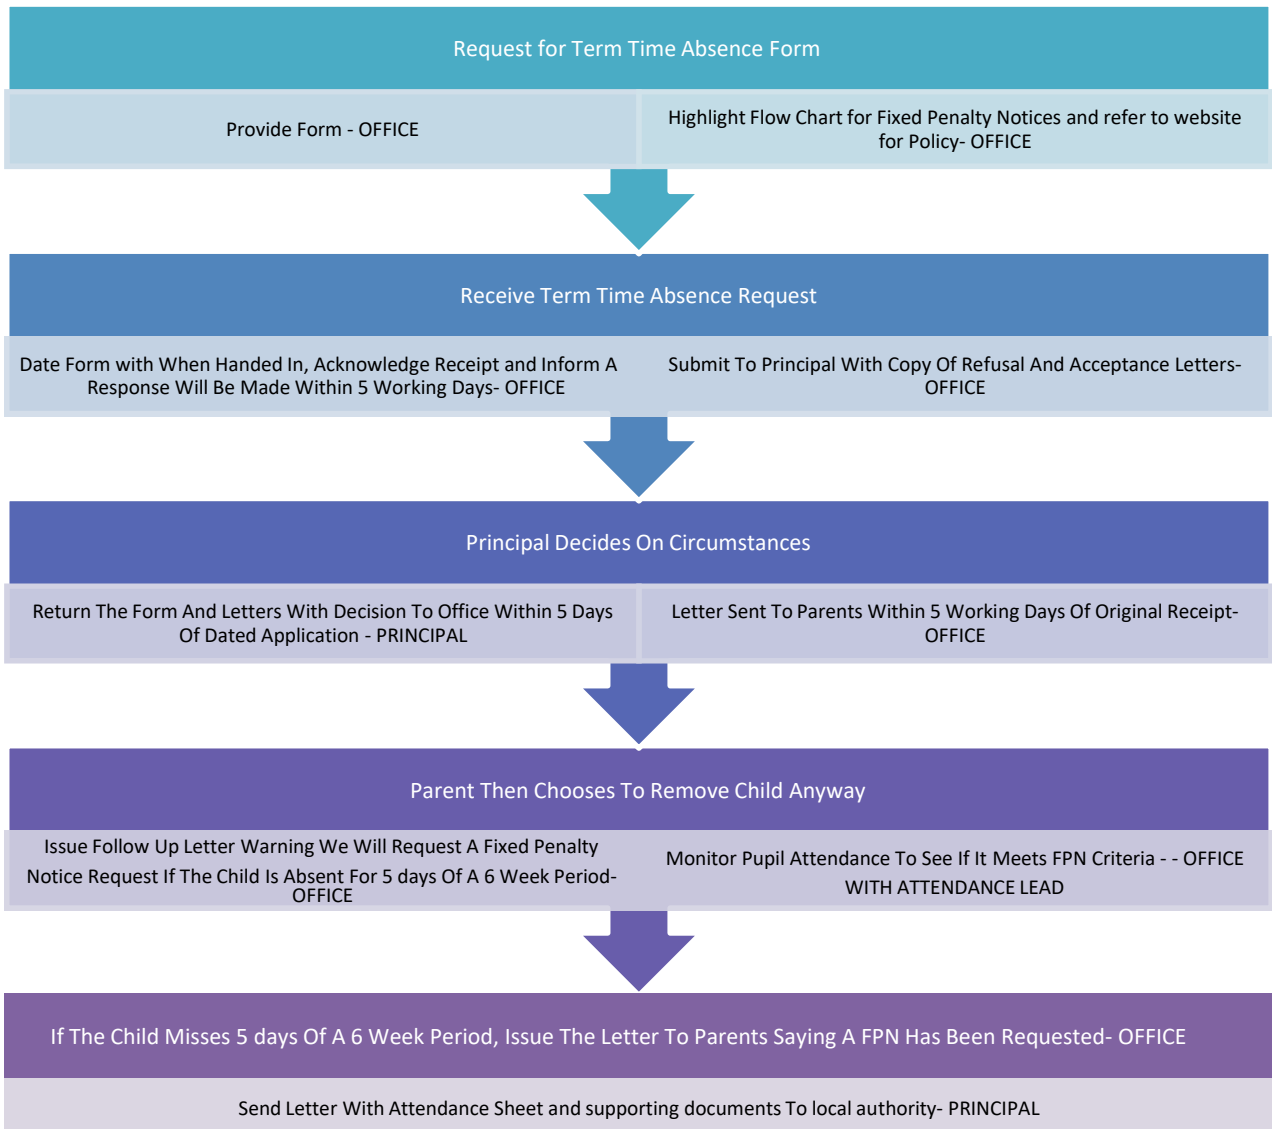 Request for Term Time Absence Form
Provide Form - OFFICE
Highlight Flow Chart for Fixed Penalty Notices and refer to website
for Policy- OFFICE
Receive Term Time Absence Request
Date Form with When Handed In, Acknowledge Receipt and Inform A
Response Will Be Made Within 5 Working Days- OFFICE
Submit To Principal With Copy Of Refusal And Acceptance Letters-
OFFICE
Principal Decides On Circumstances
Return The Form And Letters With Decision To Office Within 5 Days
Of Dated Application - PRINCIPAL
Letter Sent To Parents Within 5 Working Days Of Original Receipt-
OFFICE
Parent Then Chooses To Remove Child Anyway
Issue Follow Up Letter Warning We Will Request A Fixed Penalty
Notice Request If The Child Is Absent For 5 days Of A 6 Week Period-
OFFICE
Monitor Pupil Attendance To See If It Meets FPN Criteria - - OFFICE
WITH ATTENDANCE LEAD
If The Child Misses 5 days Of A 6 Week Period, Issue The Letter To Parents Saying A FPN Has Been Requested- OFFICE
Send Letter With Attendance Sheet and supporting documents To local authority- PRINCIPAL